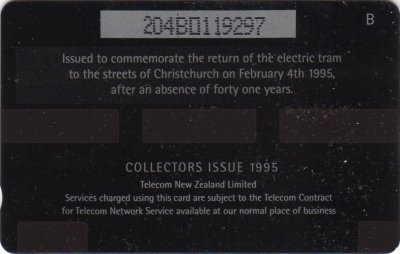 204B0119297
B
Issued to commemorate the return of the electric tram
to the streets of Christchurch on February 4th 1995,
after an absence of forty one years.
COLLECTORS ISSUE 1995
Telecom New Zealand Limited
Services charged using this card are subject to the Telecom Contract
for Telecom Network Service available at our normal place of business